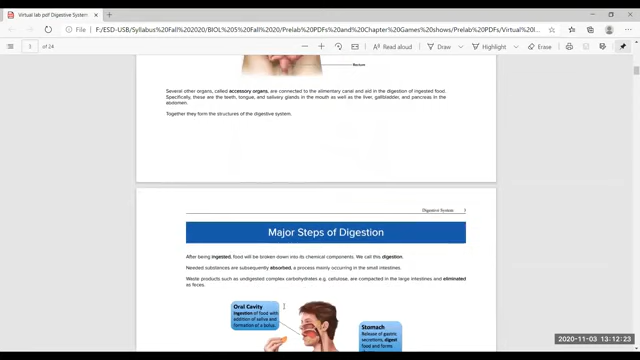 Virtual lab pdf Digestive System
File
F:/ESD-USB/Syllabus Fall%202020/BIOL 205%20Fall%202020/Prelab%20PDFs%20and%20Chapter%20Games%20shows/Prelab%20PDFs/Virtual%20l...
3 of 24
Read aloud
Draw
Highlight
Erase
Rectum
Several other organs, called accessory organs, are connected to the alimentary canal and aid in the digestion of ingested food.
Specifically, these are the teeth, tongue, and salivary glands in the mouth as well as the liver, gallbladder, and pancreas in the
abdomen.
Together they form the structures of the digestive system.
Digestive System 3
Major Steps of Digestion
After being ingested, food will be broken down into its chemical components. We call this digestion.
Needed substances are subsequently absorbed, a process mainly occurring in the small intestines.
Waste products such as undigested complex carbohydrates e.g. cellulose, are compacted in the large intestines and eliminated
as feces.
Oral Cavity
Ingestion of food with
addition of saliva and
formation of a bolus.
Stomach
Release of gastric
secretions, digest
food and forms
2020-11-03 13:12:23